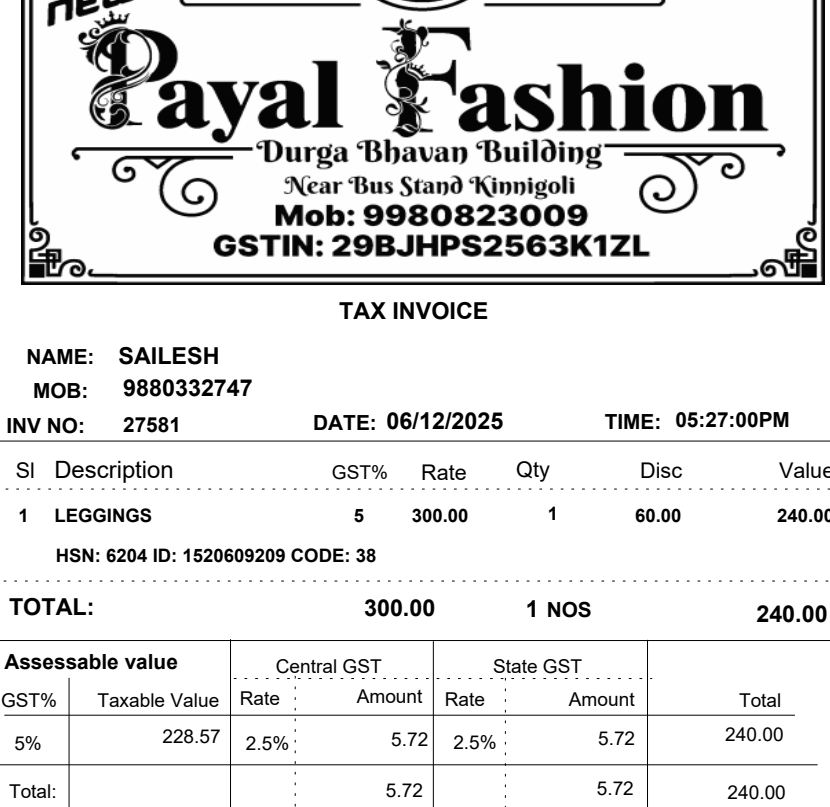 new
Payal Fashion
Durga Bhavan Building
Near Bus Stand Kinnigoli
Mob: 9980823009
GSTIN: 29BJHPS2563K1ZL
TAX INVOICE
NAME: SAILESH
MOB: 9880332747
INV NO: 27581 DATE: 06/12/2025 TIME: 05:27:00PM
Sl Description GST% Rate Qty Disc Value
1 LEGGINGS 5 300.00 1 60.00 240.00
HSN: 6204 ID: 1520609209 CODE: 38
TOTAL: 300.00 1 NOS 240.00
Assessable value Central GST State GST
GST% Taxable Value Rate Amount Rate Amount Total
5% 228.57 2.5% 5.72 2.5% 5.72 240.00
Total: 5.72 5.72 240.00